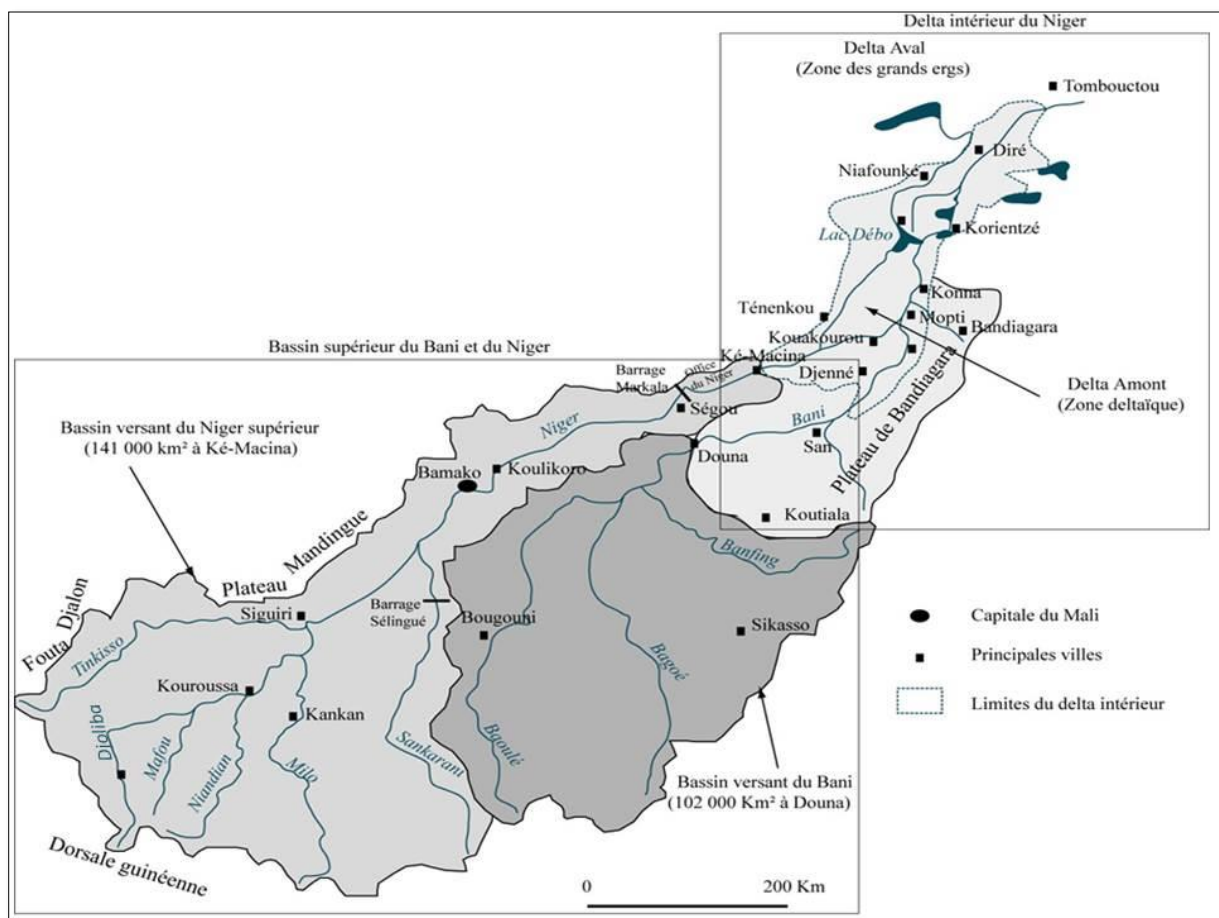 Delta intérieur du Niger
Delta Aval
(Zone des grands ergs)
Tombouctou
Diré
Niafounké
Lac Débo
Korientzé
Konna
Ténenkou
Mopti
Kouakourou
Bandiagara
Bassin supérieur du Bani et du Niger
Ké-Macina
Barrage
Markala
Office
du Niger
Djenné
Delta Amont
(Zone deltaïque)
Ségou
Bani
Niger
San
Plateau de Bandiagara
Bassin versant du Niger supérieur
(141 000 km² à Ké-Macina)
Douna
Koulikoro
Bamako
Koutiala
Plateau Mandingue
Banfing
Fouta Djalon
Siguiri
Barrage
Sélingué
Bougouni
Sikasso
Capitale du Mali
Tinkisso
Principales villes
Kouroussa
Bagoé
Limites du delta intérieur
Kankan
Djoliba
Mafou
Niandian
Milo
Sankarani
Baoulé
Bassin versant du Bani
(102 000 Km² à Douna)
Dorsale guinéenne
0 200 Km